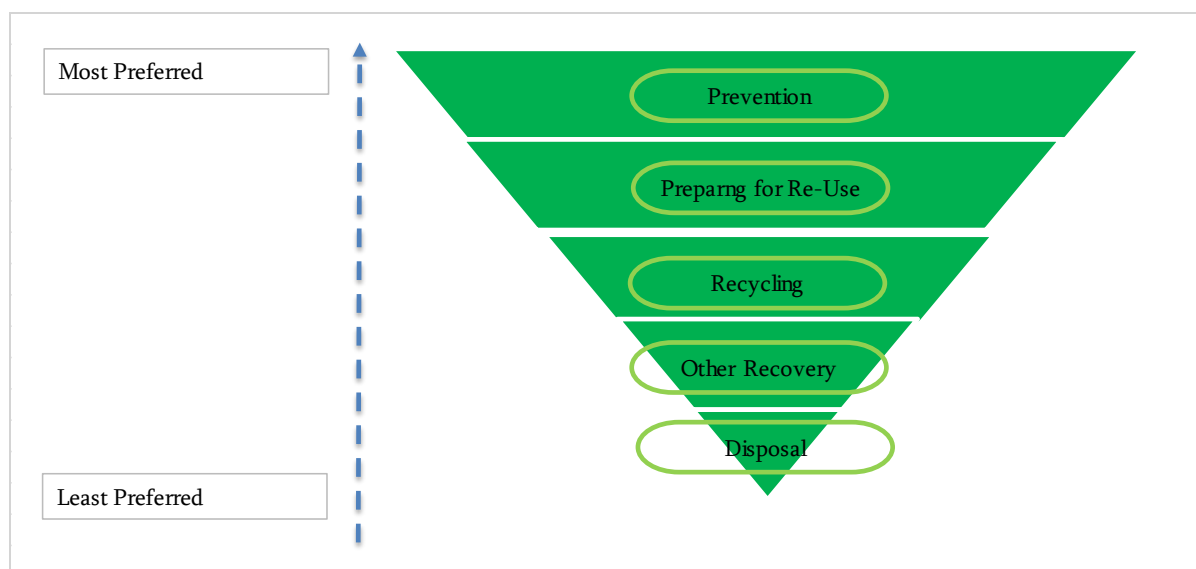 Most Preferred
Prevention
Preparng for Re-Use
Recycling
Other Recovery
Disposal
Least Preferred